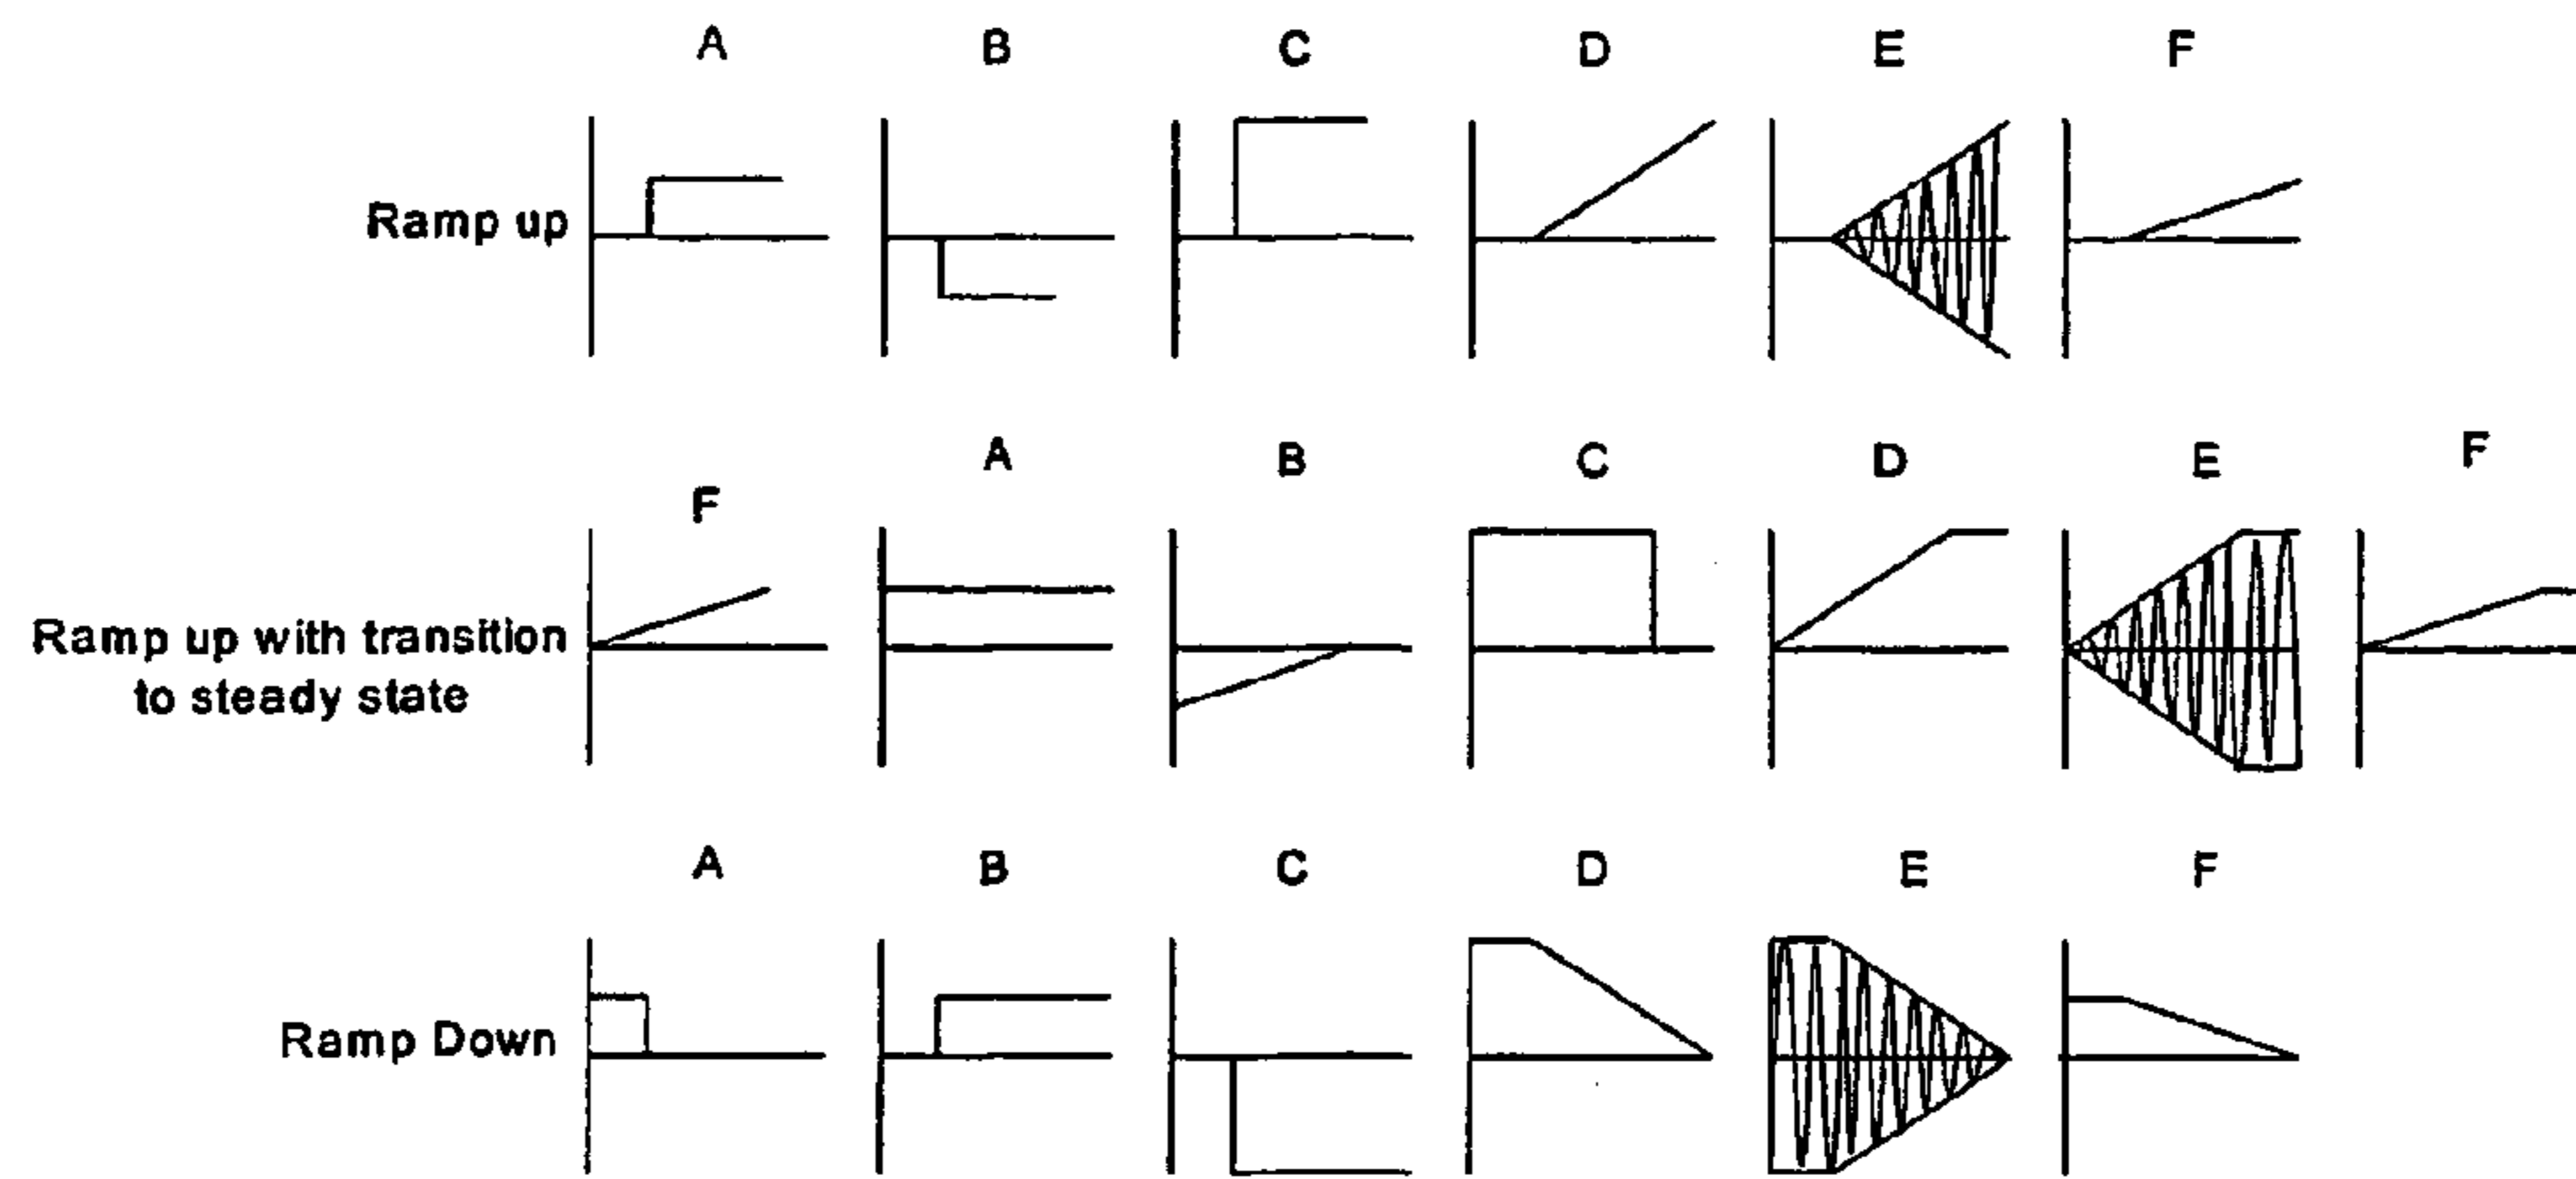 A B C D E F
Ramp up
F A B C D E F
Ramp up with transition
to steady state
A B C D E F
Ramp Down